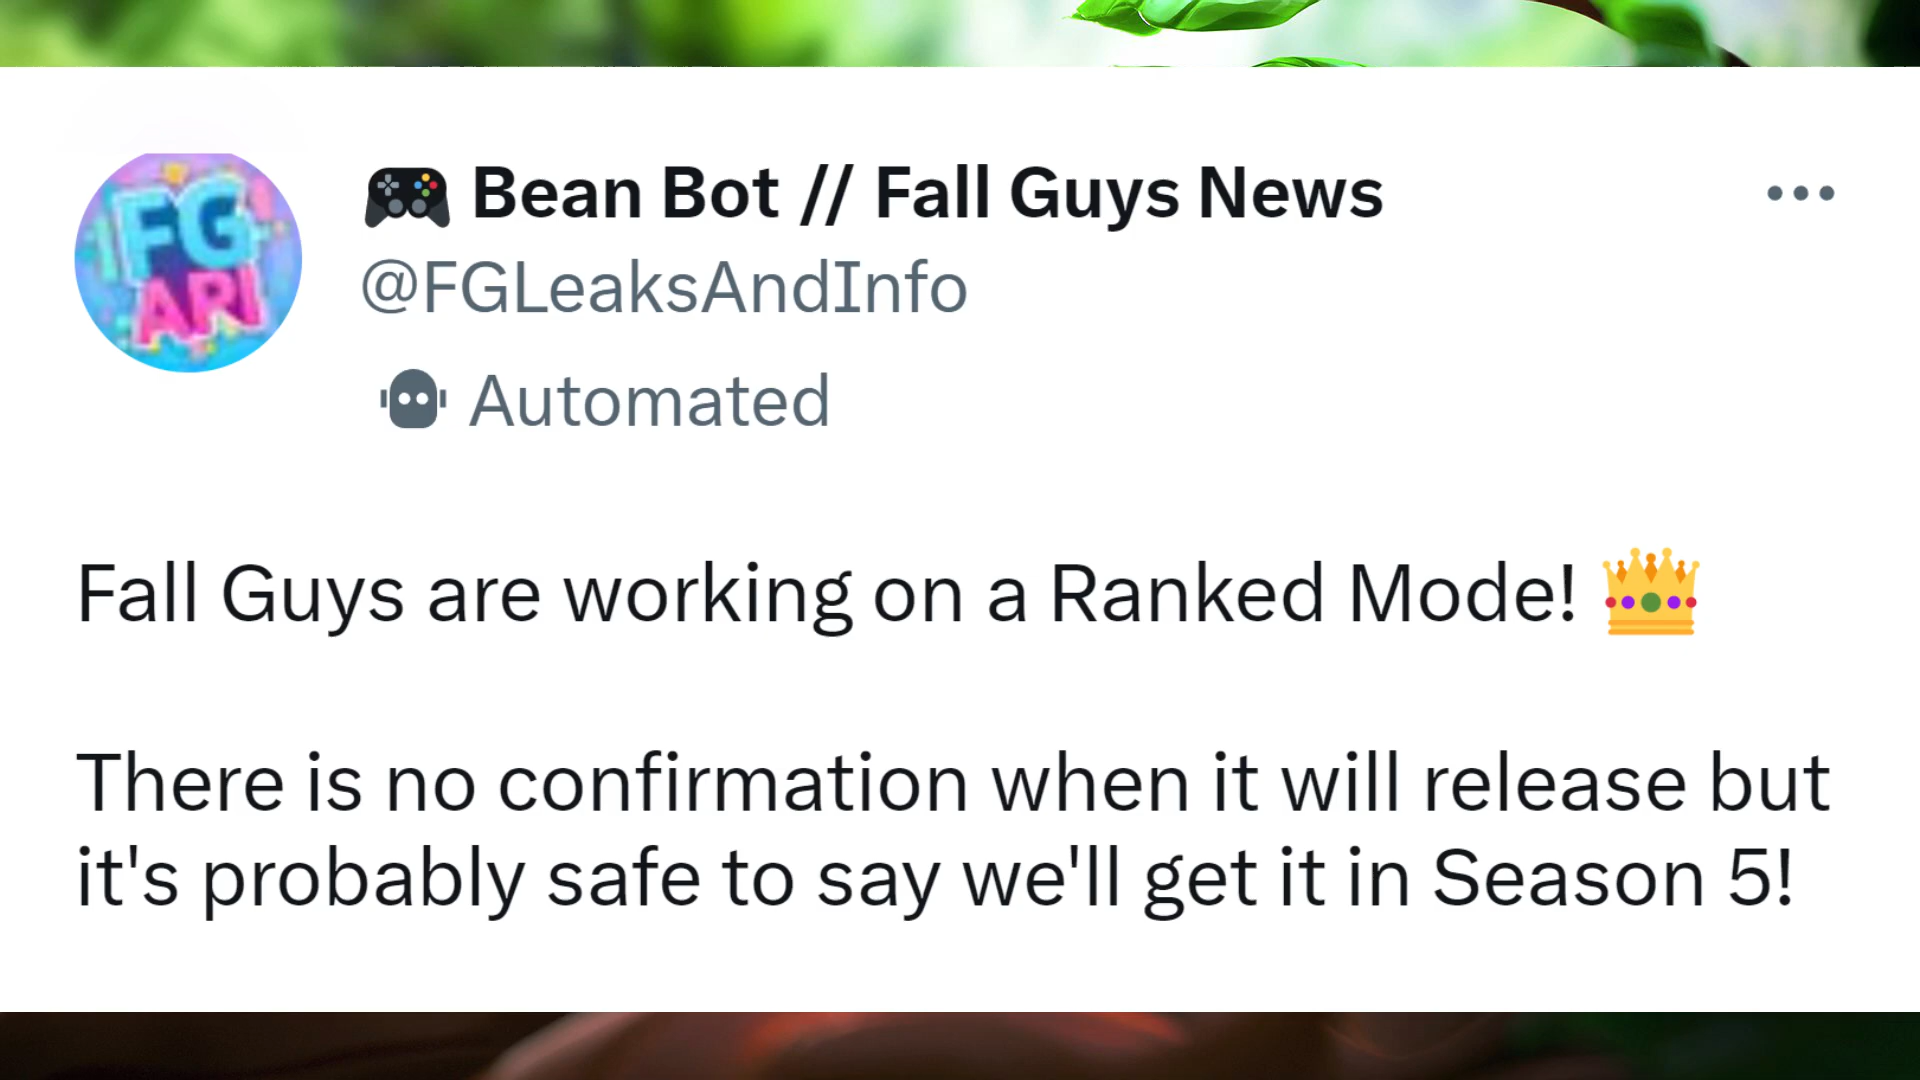 FG
ARI
🎮 Bean Bot // Fall Guys News
@FGLeaksAndInfo
Automated
Fall Guys are working on a Ranked Mode! 👑
There is no confirmation when it will release but
it's probably safe to say we'll get it in Season 5!